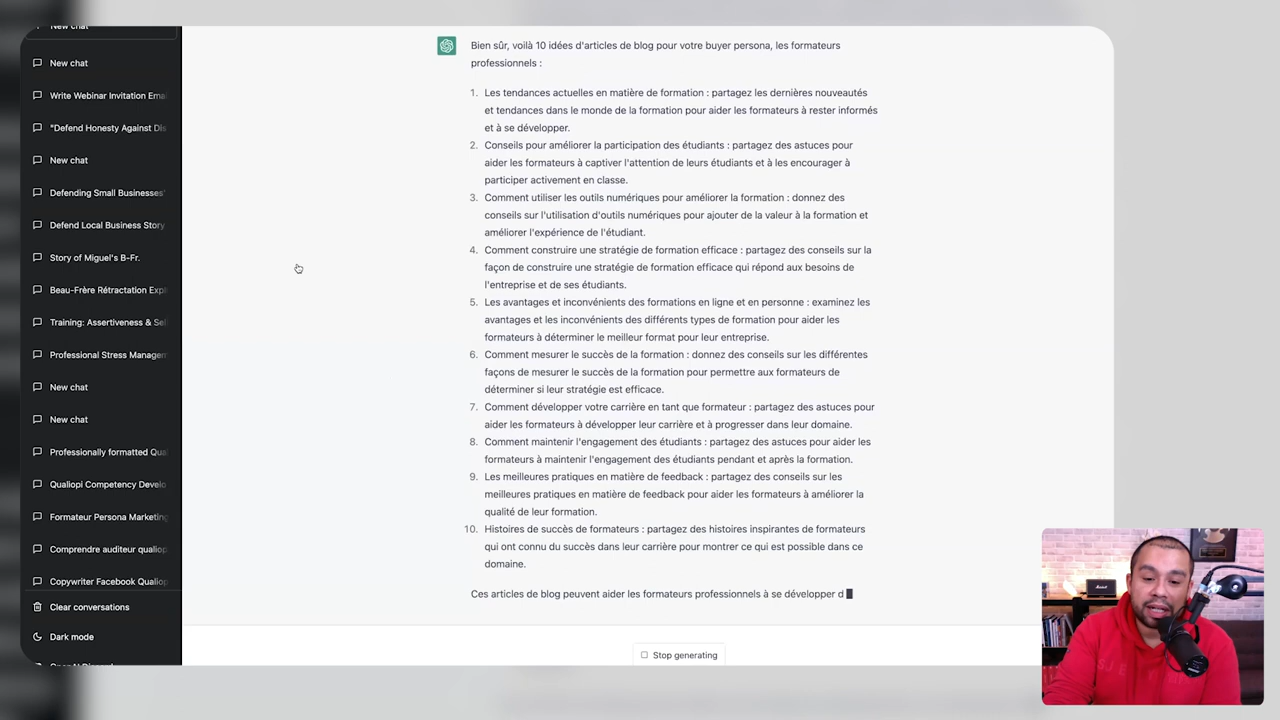 New chat
New chat
Write Webinar Invitation Ema
"Defend Honesty Against Dis
New chat
Defending Small Businesses'
Defend Local Business Story
Story of Miguel's B-Fr.
Beau-Frère Rétractation Exp
Training: Assertiveness & Sel
Professional Stress Managem
New chat
New chat
Professionally formatted Qua
Qualiopi Competency Develo
Formateur Persona Marketing
Comprendre auditeur qualiop
Copywriter Facebook Qualiop
Clear conversations
Dark mode
Bien sûr, voilà 10 idées d'articles de blog pour votre buyer persona, les formateurs
professionnels :
1. Les tendances actuelles en matière de formation : partagez les dernières nouveautés
et tendances dans le monde de la formation pour aider les formateurs à rester informés
et à se développer.
2. Conseils pour améliorer la participation des étudiants : partagez des astuces pour
aider les formateurs à captiver l'attention de leurs étudiants et à les encourager à
participer activement en classe.
3. Comment utiliser les outils numériques pour améliorer la formation : donnez des
conseils sur l'utilisation d'outils numériques pour ajouter de la valeur à la formation et
améliorer l'expérience de l'étudiant.
4. Comment construire une stratégie de formation efficace : partagez des conseils sur la
façon de construire une stratégie de formation efficace qui répond aux besoins de
l'entreprise et de ses étudiants.
5. Les avantages et inconvénients des formations en ligne et en personne : examinez les
avantages et les inconvénients des différents types de formation pour aider les
formateurs à déterminer le meilleur format pour leur entreprise.
6. Comment mesurer le succès de la formation : donnez des conseils sur les différentes
façons de mesurer le succès de la formation pour permettre aux formateurs de
déterminer si leur stratégie est efficace.
7. Comment développer votre carrière en tant que formateur : partagez des astuces pour
aider les formateurs à développer leur carrière et à progresser dans leur domaine.
8. Comment maintenir l'engagement des étudiants : partagez des astuces pour aider les
formateurs à maintenir l'engagement des étudiants pendant et après la formation.
9. Les meilleures pratiques en matière de feedback : partagez des conseils sur les
meilleures pratiques en matière de feedback pour aider les formateurs à améliorer la
qualité de leur formation.
10. Histoires de succès de formateurs : partagez des histoires inspirantes de formateurs
qui ont connu du succès dans leur carrière pour montrer ce qui est possible dans ce
domaine.
Ces articles de blog peuvent aider les formateurs professionnels à se développer d
Stop generating